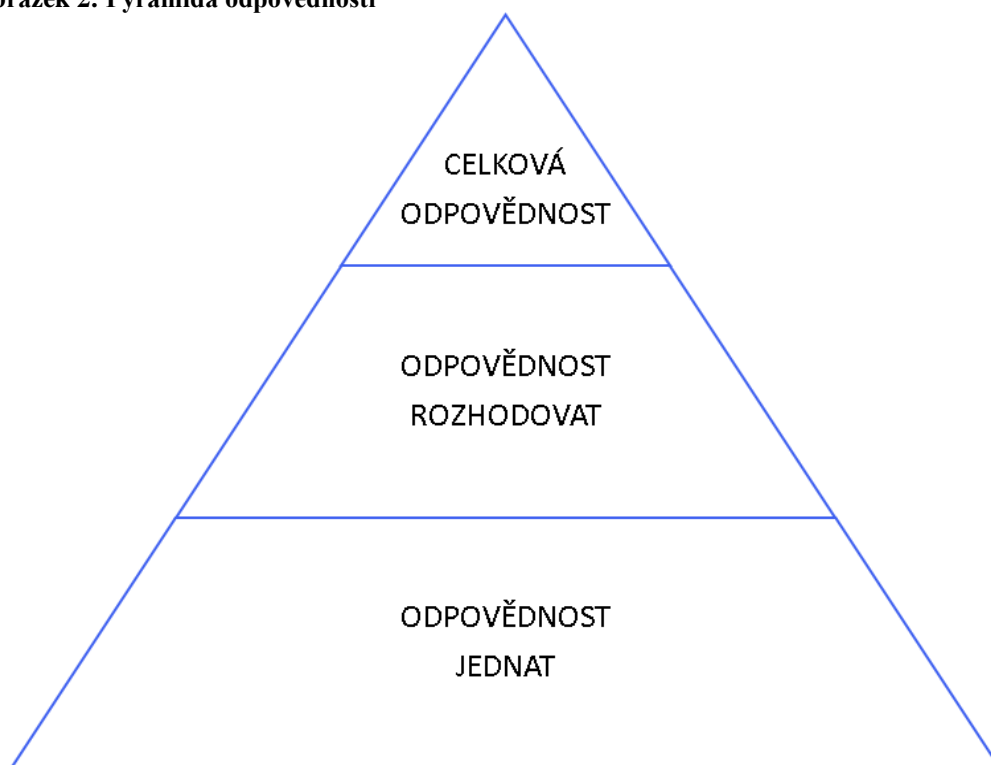 brázek 2: Pyramida odpovědnosti
CELKOVÁ
ODPOVĚDNOST
ODPOVĚDNOST
ROZHODOVAT
ODPOVĚDNOST
JEDNAT